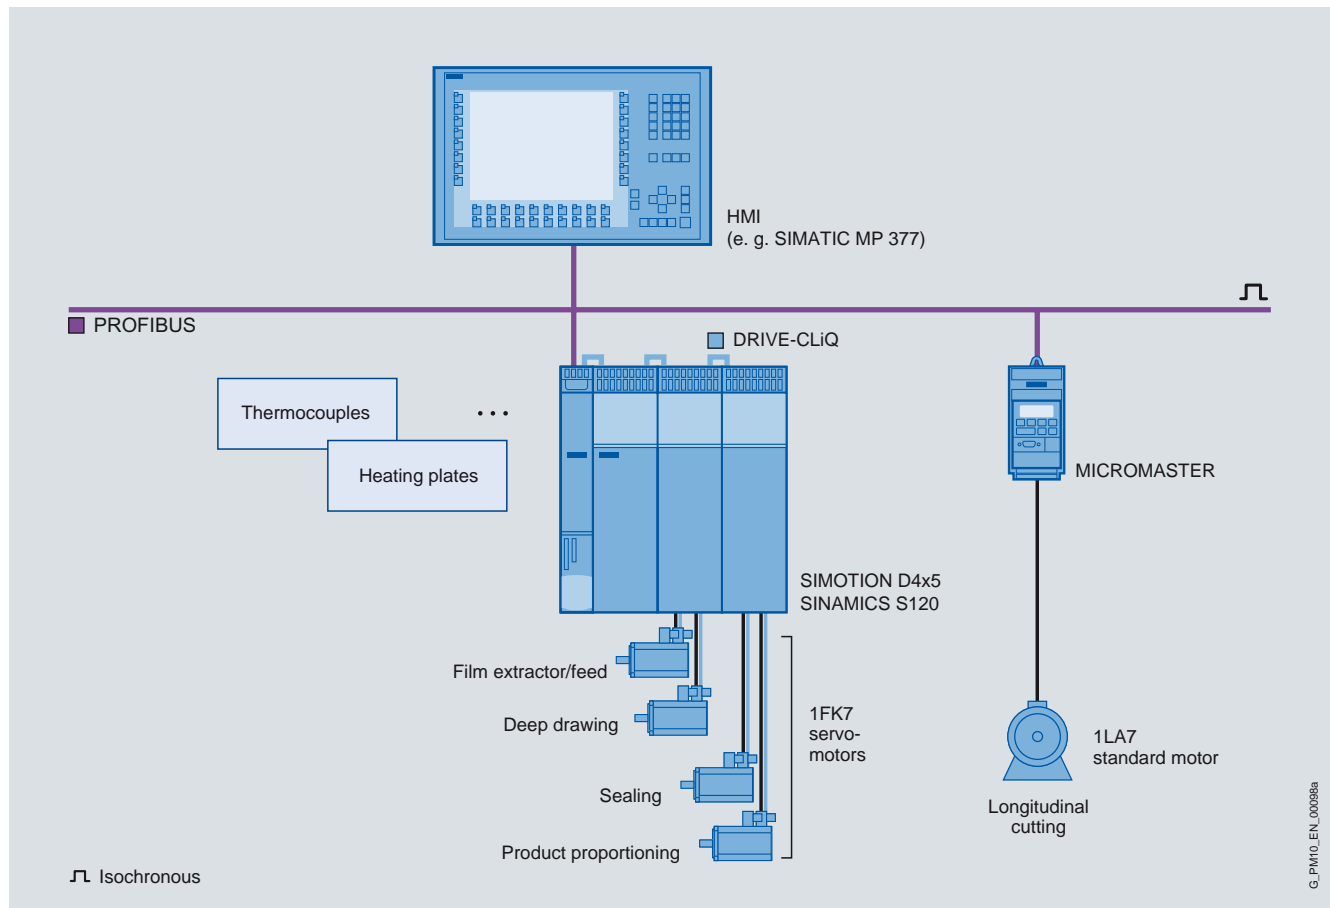 HMI
(e. g. SIMATIC MP 377)
PROFIBUS
DRIVE-CLiQ
Thermocouples
...
Heating plates
MICROMASTER
SIMOTION D4x5
SINAMICS S120
Film extractor/feed
Deep drawing
Sealing
Product proportioning
1FK7
servo-
motors
1LA7
standard motor
Longitudinal
cutting
Isochronous
G_PM10_EN_00098a